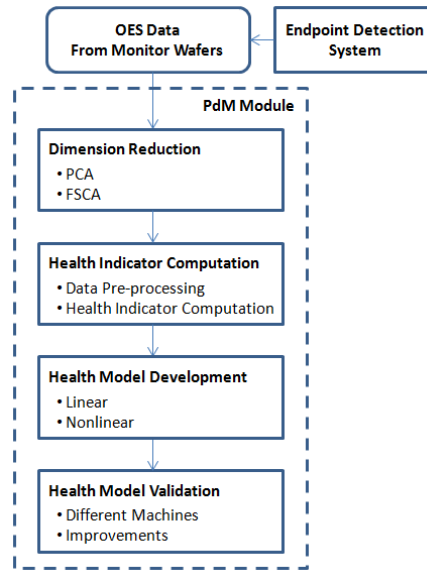 OES Data
From Monitor Wafers
Endpoint Detection
System
PdM Module
Dimension Reduction
• PCA
• FSCA
Health Indicator Computation
• Data Pre-processing
• Health Indicator Computation
Health Model Development
• Linear
• Nonlinear
Health Model Validation
• Different Machines
• Improvements